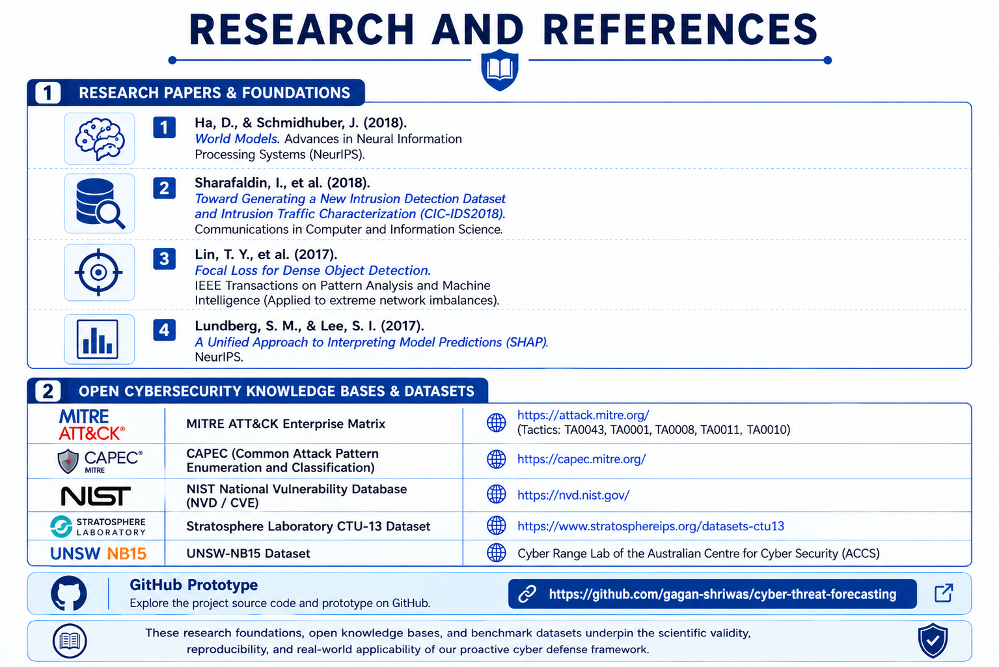 RESEARCH AND REFERENCES
1 RESEARCH PAPERS & FOUNDATIONS
1 Ha, D., & Schmidhuber, J. (2018).
World Models. Advances in Neural Information
Processing Systems (NeurIPS).
2 Sharafaldin, I., et al. (2018).
Toward Generating a New Intrusion Detection Dataset
and Intrusion Traffic Characterization (CIC-IDS2018).
Communications in Computer and Information Science.
3 Lin, T. Y., et al. (2017).
Focal Loss for Dense Object Detection.
IEEE Transactions on Pattern Analysis and Machine
Intelligence (Applied to extreme network imbalances).
4 Lundberg, S. M., & Lee, S. I. (2017).
A Unified Approach to Interpreting Model Predictions (SHAP).
NeurIPS.
2 OPEN CYBERSECURITY KNOWLEDGE BASES & DATASETS
MITRE
ATT&CK®
MITRE ATT&CK Enterprise Matrix
https://attack.mitre.org/
(Tactics: TA0043, TA0001, TA0008, TA0011, TA0010)
CAPEC®
MITRE
CAPEC (Common Attack Pattern
Enumeration and Classification)
https://capec.mitre.org/
NIST
NIST National Vulnerability Database
(NVD / CVE)
https://nvd.nist.gov/
STRATOSPHERE
LABORATORY
Stratosphere Laboratory CTU-13 Dataset
https://www.stratosphereips.org/datasets-ctu13
UNSW NB15
UNSW-NB15 Dataset
Cyber Range Lab of the Australian Centre for Cyber Security (ACCS)
GitHub Prototype
Explore the project source code and prototype on GitHub.
https://github.com/gagan-shriwas/cyber-threat-forecasting
These research foundations, open knowledge bases, and benchmark datasets underpin the scientific validity,
reproducibility, and real-world applicability of our proactive cyber defense framework.